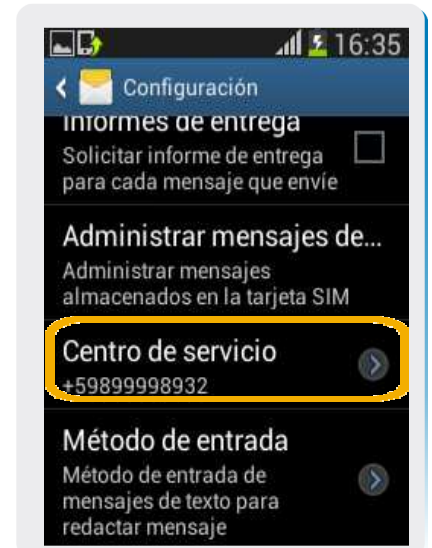 16:35
Configuración
Informes de entrega
Solicitar informe de entrega
para cada mensaje que envíe
Administrar mensajes de...
Administrar mensajes
almacenados en la tarjeta SIM
Centro de servicio
+59899998932
Método de entrada
Método de entrada de
mensajes de texto para
redactar mensaje